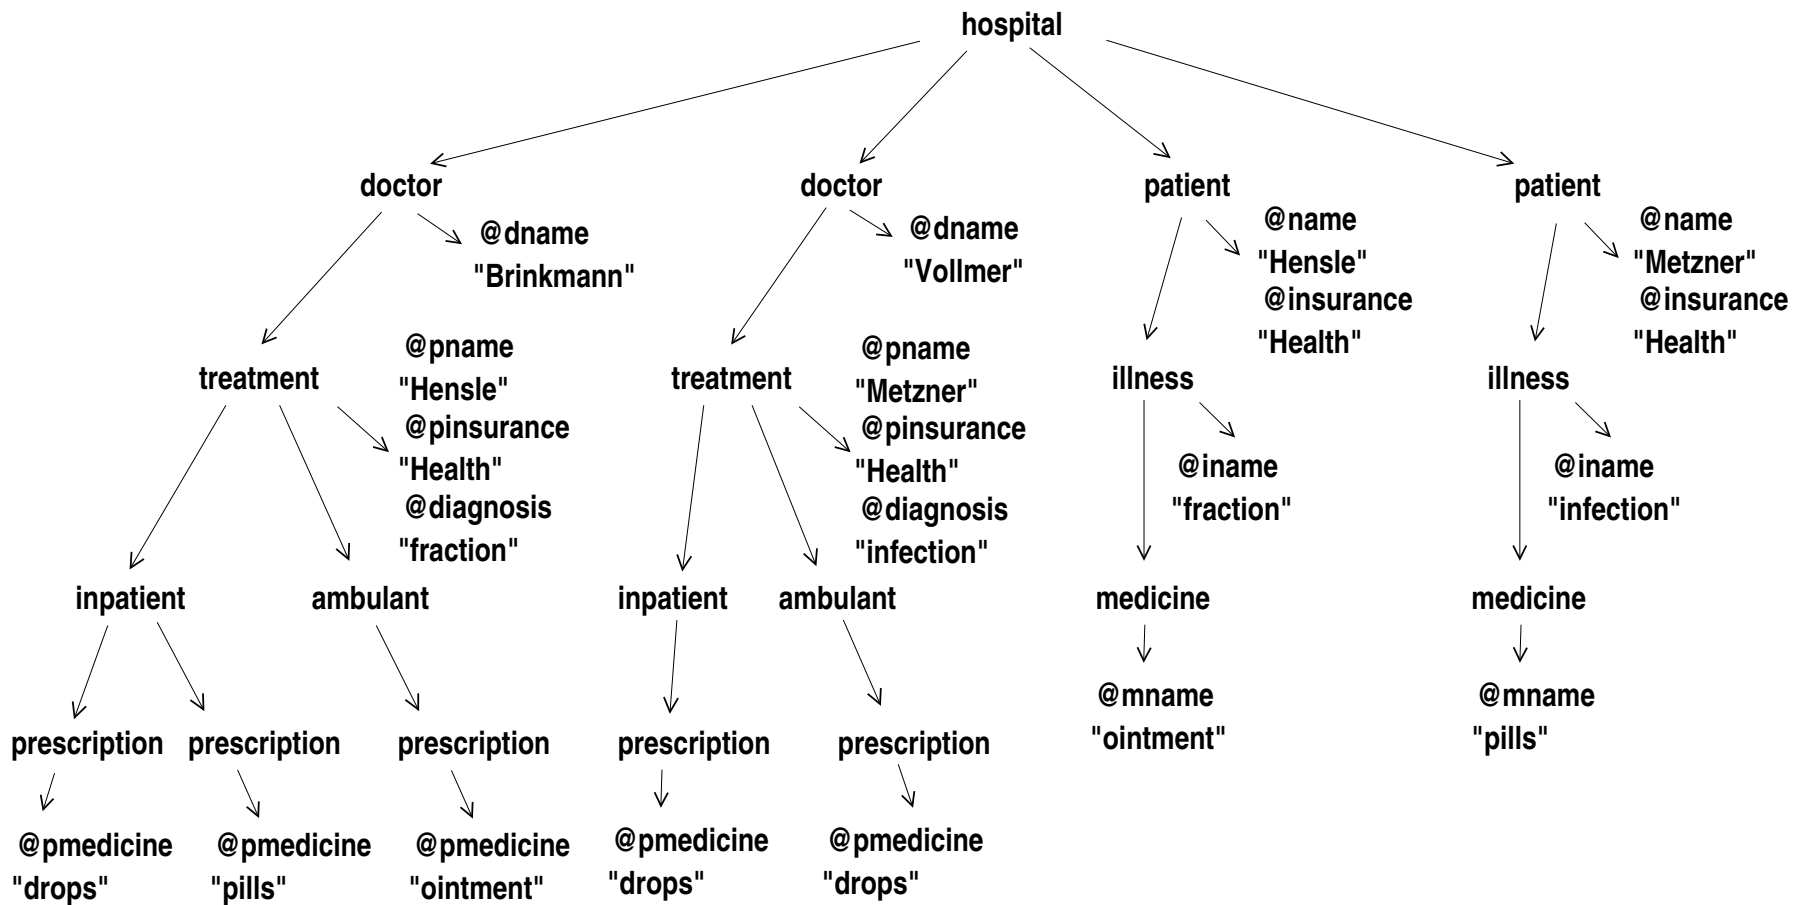 hospital
doctor
doctor
patient
patient
@dname
"Brinkmann"
@dname
"Vollmer"
@name
"Hensle"
@insurance
"Health"
@name
"Metzner"
@insurance
"Health"
treatment
@pname
"Hensle"
@pinsurance
"Health"
@diagnosis
"fraction"
treatment
@pname
"Metzner"
@pinsurance
"Health"
@diagnosis
"infection"
illness
@iname
"fraction"
illness
@iname
"infection"
inpatient
ambulant
inpatient
ambulant
medicine
medicine
@mname
"ointment"
@mname
"pills"
prescription
prescription
prescription
prescription
prescription
@pmedicine
"drops"
@pmedicine
"pills"
@pmedicine
"ointment"
@pmedicine
"drops"
@pmedicine
"drops"